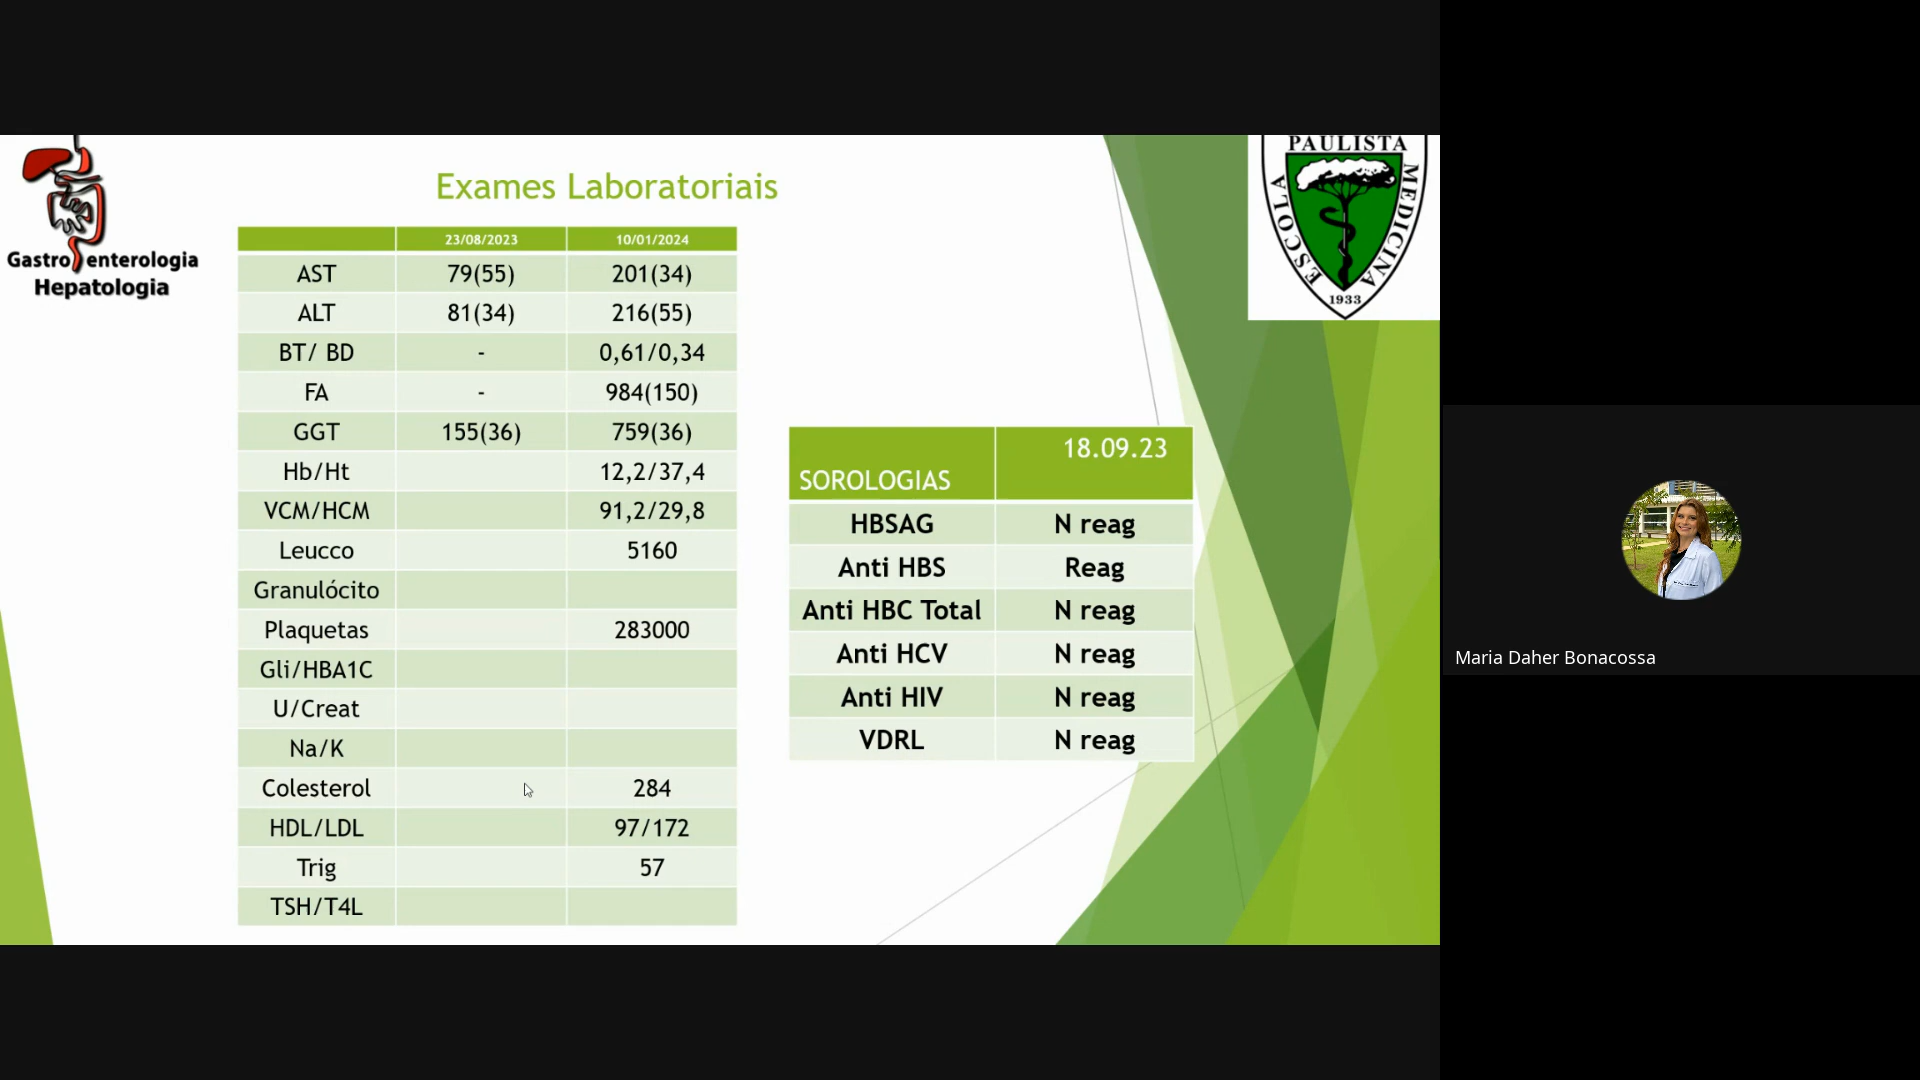 Gastroenterologia
Hepatologia
Exames Laboratoriais
PAULISTA
ESCOLA
MEDICINA
1933
23/08/2023 10/01/2024
AST 79(55) 201(34)
ALT 81(34) 216(55)
BT/ BD - 0,61/0,34
FA - 984(150)
GGT 155(36) 759(36)
Hb/Ht 12,2/37,4
VCM/HCM 91,2/29,8
Leucco 5160
Granulócito
Plaquetas 283000
Gli/HBA1C
U/Creat
Na/K
Colesterol 284
HDL/LDL 97/172
Trig 57
TSH/T4L
SOROLOGIAS 18.09.23
HBSAG N reag
Anti HBS Reag
Anti HBC Total N reag
Anti HCV N reag
Anti HIV N reag
VDRL N reag
Maria Daher Bonacossa